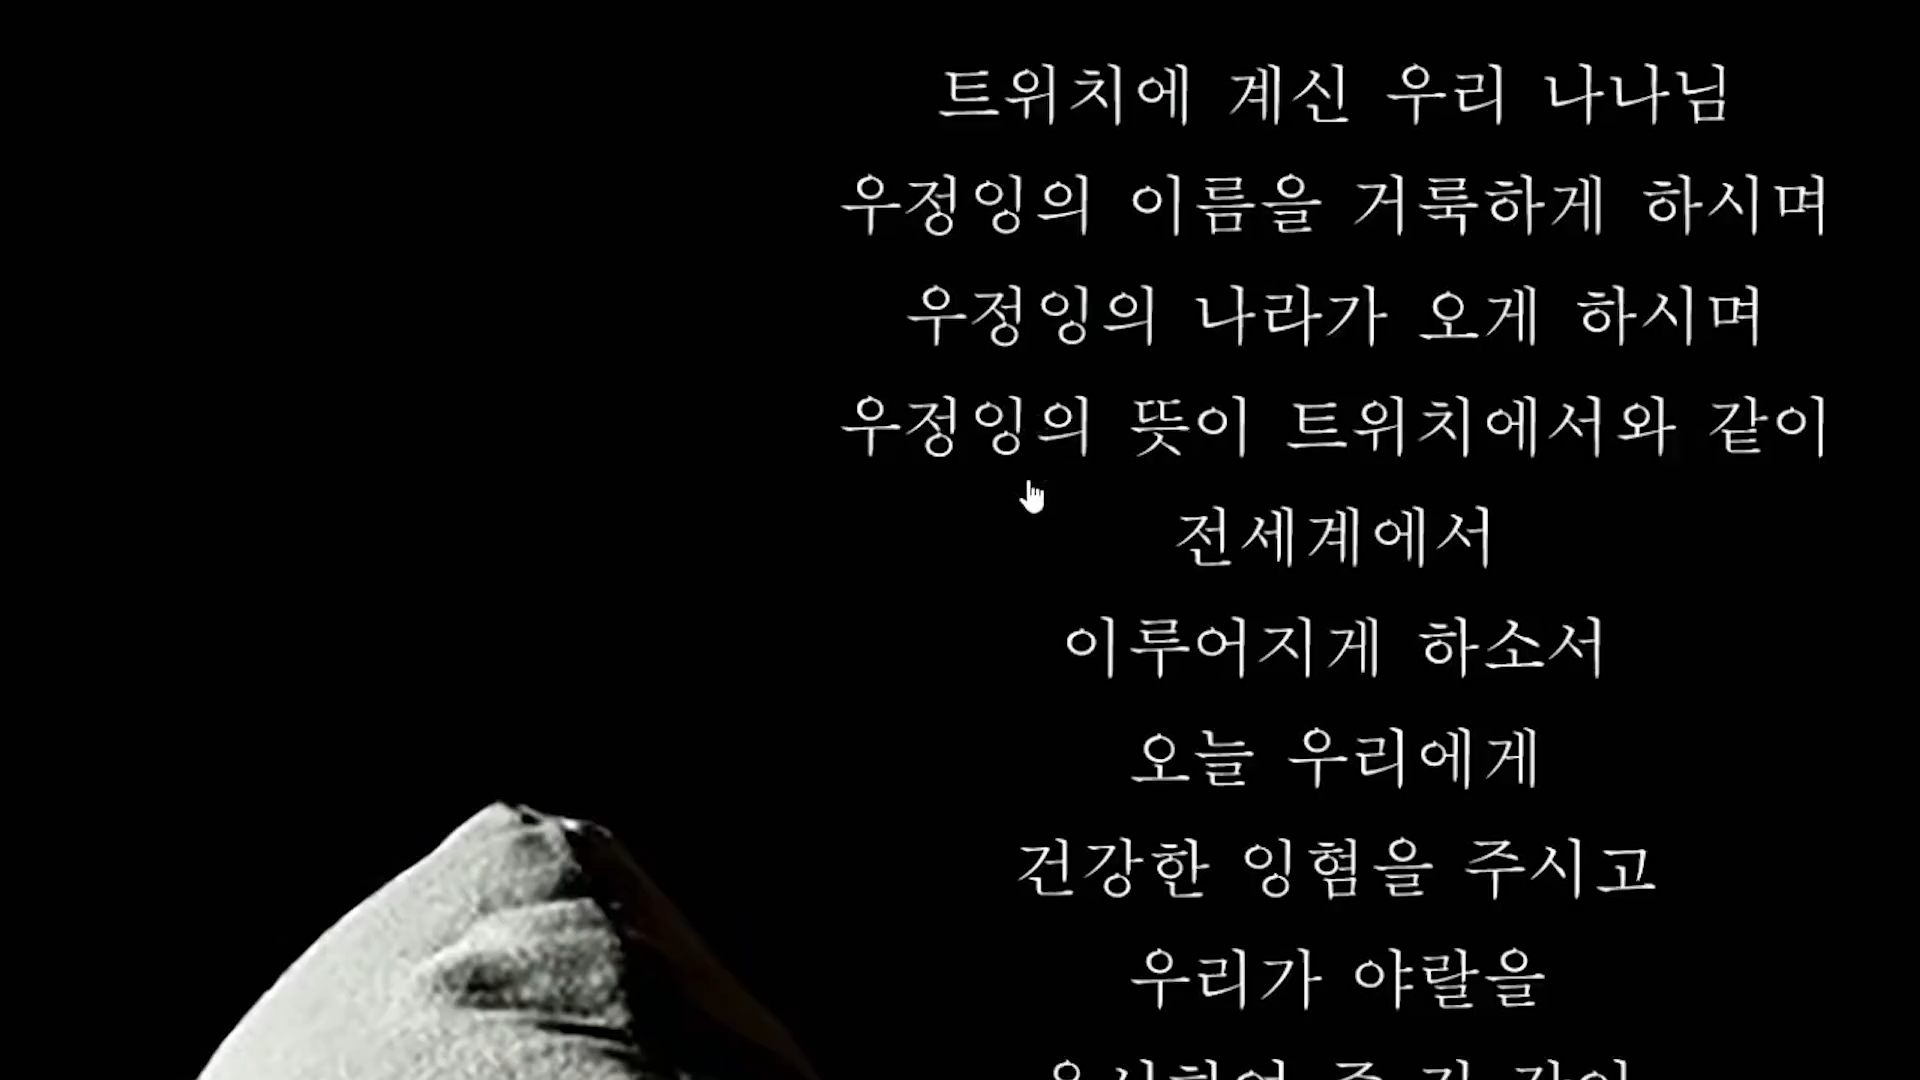 트위치에 계신 우리 나나님
우정잉의 이름을 거룩하게 하시며
우정잉의 나라가 오게 하시며
우정잉의 뜻이 트위치에서와 같이
전세계에서
이루어지게 하소서
오늘 우리에게
건강한 잉혐을 주시고
우리가 야랄을